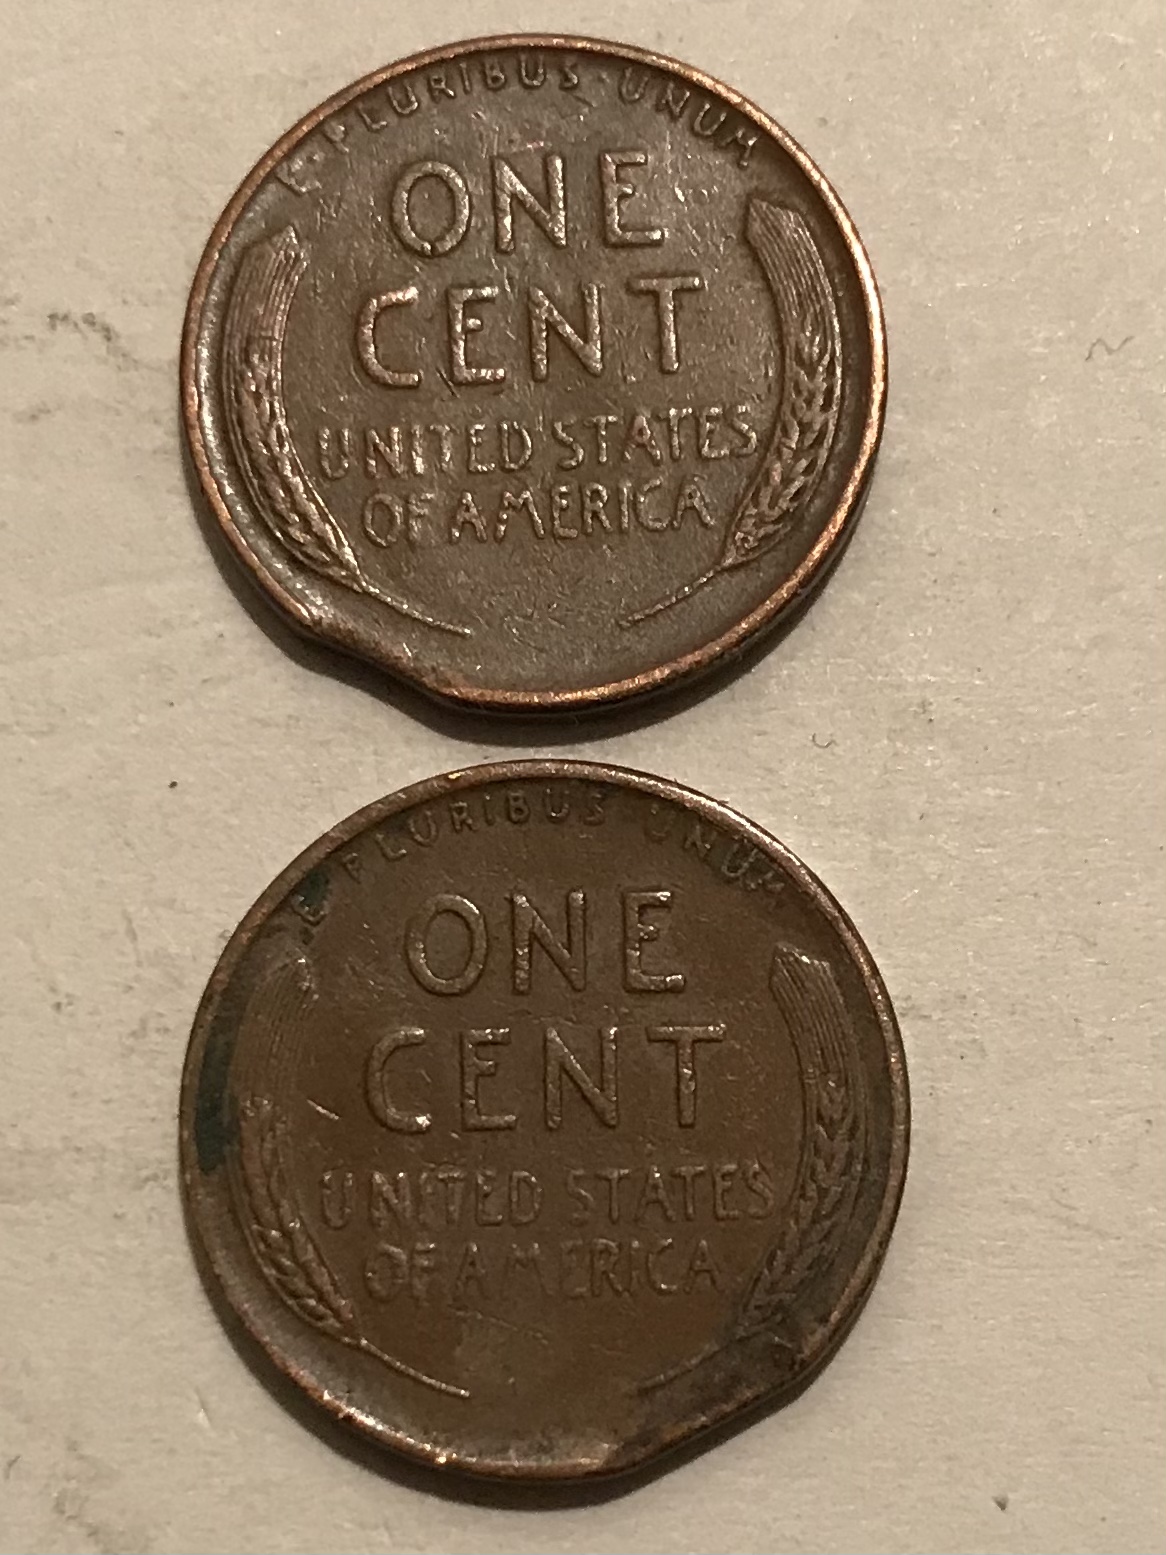 E·PLURIBUS·UNUM
ONE
CENT
UNITED STATES
OF AMERICA
E PLURIBUS·UNUM
ONE
CENT
UNITED STATES
OF AMERICA